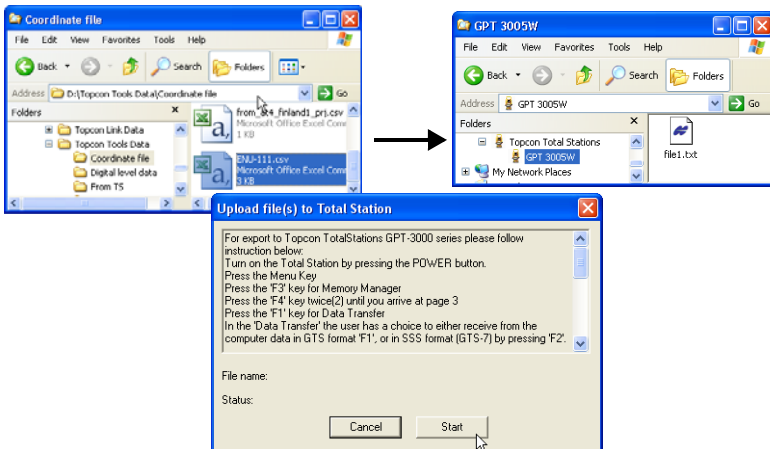 Coordinate file
File Edit View Favorites Tools Help
Back Search Folders
Address D:\Topcon Tools Data\Coordinate file Go
Folders x
Topcon Link Data
Topcon Tools Data
Coordinate file
Digital level data
From TS
from_&t4_finland1_prj.csv
Microsoft Office Excel Comm
1 KB
ENU-111.csv
Microsoft Office Excel Comm
3 KB
GPT 3005W
File Edit View Favorites Tools Help
Back Search Folders
Address GPT 3005W Go
Folders x
Topcon Total Stations
GPT 3005W
My Network Places
file1.txt
Upload file(s) to Total Station
For export to Topcon TotalStations GPT-3000 series please follow
instruction below:
Turn on the Total Station by pressing the POWER button.
Press the Menu Key
Press the 'F3' key for Memory Manager
Press the 'F4' key twice(2) until you arrive at page 3
Press the 'F1' key for Data Transfer
In the 'Data Transfer' the user has a choice to either receive from the
computer data in GTS format 'F1', or in SSS format (GTS-7) by pressing 'F2'.
File name:
Status:
Cancel Start